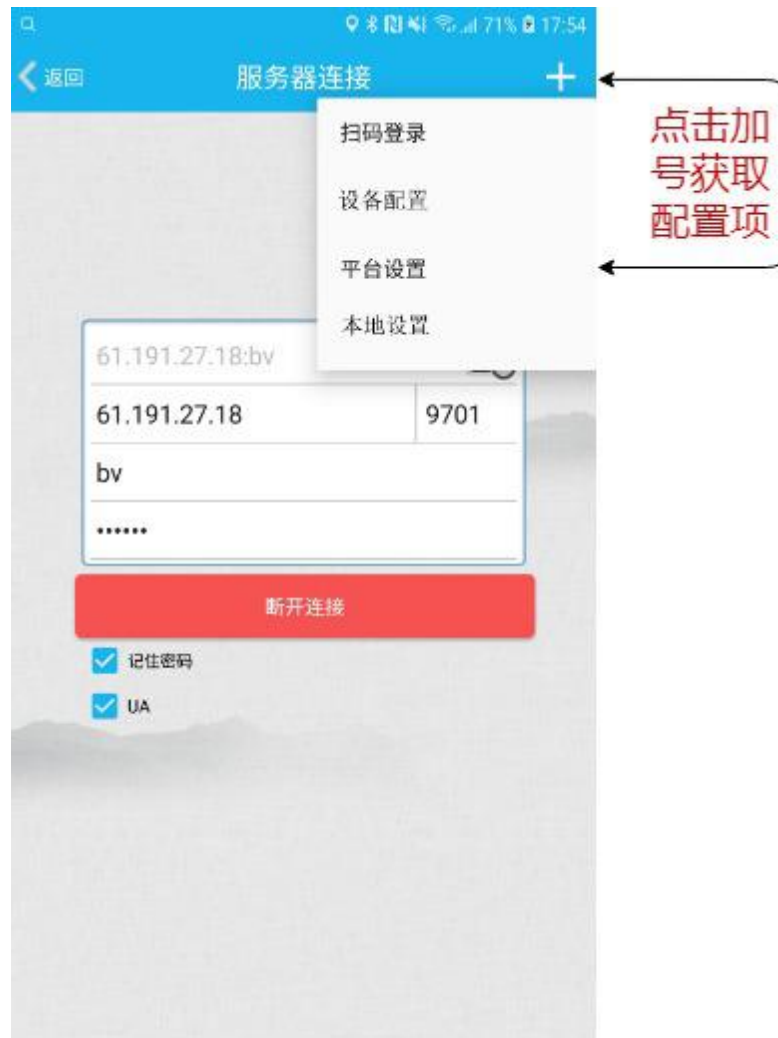 71% 17:54
返回 服务器连接
扫码登录
设备配置
平台设置
本地设置
点击加
号获取
配置项
61.191.27.18:bv
61.191.27.18 9701
bv
••••••
断开连接
记住密码
UA